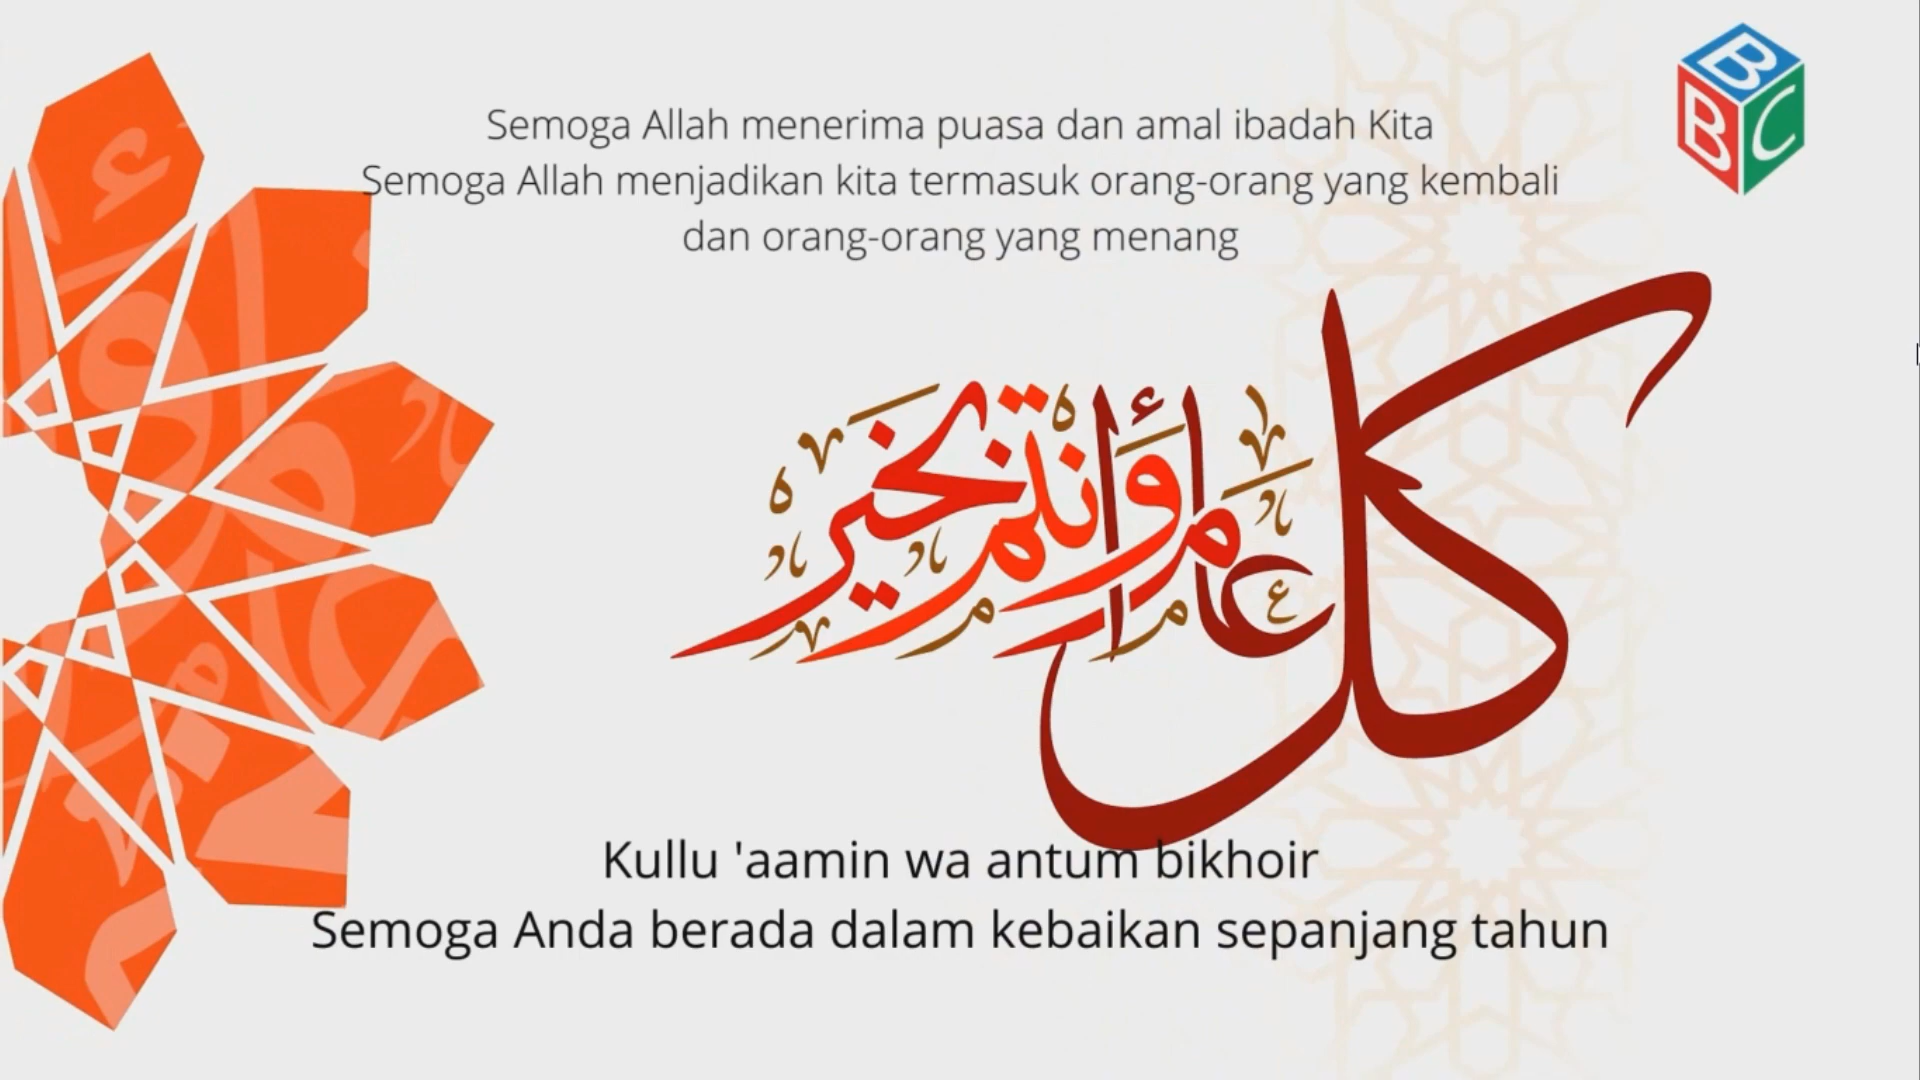 Semoga Allah menerima puasa dan amal ibadah Kita
Semoga Allah menjadikan kita termasuk orang-orang yang kembali
dan orang-orang yang menang
BBC
كل عام وأنتم بخير
Kullu 'aamin wa antum bikhoir
Semoga Anda berada dalam kebaikan sepanjang tahun